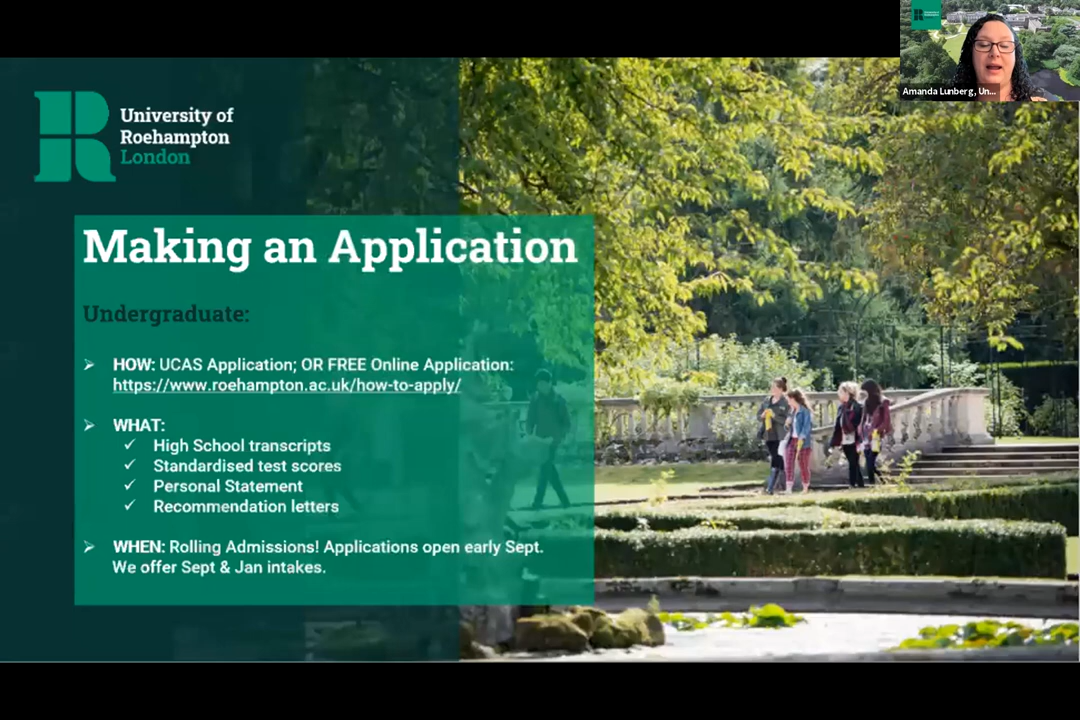 University of
Roehampton
London
Amanda Lunberg, Un...
Making an Application
Undergraduate:
➢ HOW: UCAS Application; OR FREE Online Application:
https://www.roehampton.ac.uk/how-to-apply/
➢ WHAT:
✓ High School transcripts
✓ Standardised test scores
✓ Personal Statement
✓ Recommendation letters
➢ WHEN: Rolling Admissions! Applications open early Sept.
We offer Sept & Jan intakes.